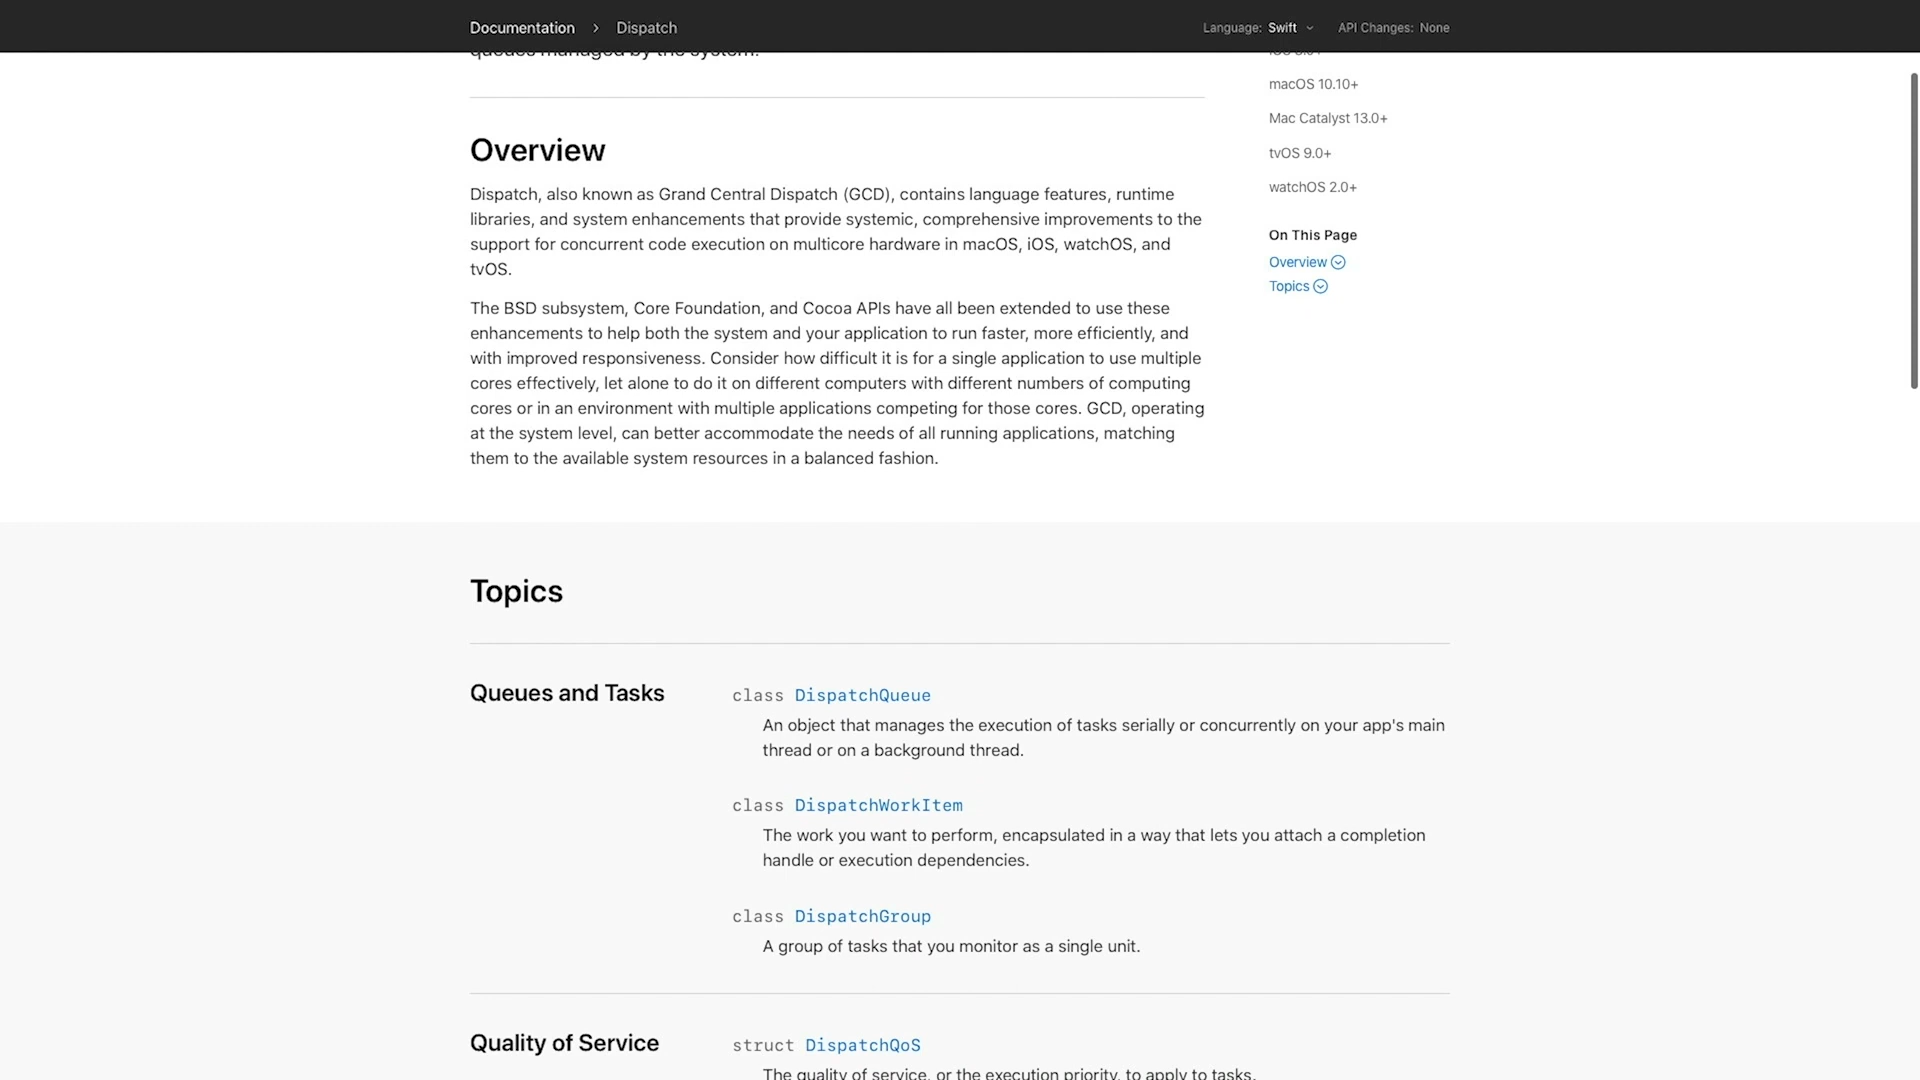 Documentation > Dispatch
Language: Swift
API Changes: None
queues managed by the system.
iOS 8.0+
macOS 10.10+
Mac Catalyst 13.0+
tvOS 9.0+
watchOS 2.0+
On This Page
Overview
Topics
Overview
Dispatch, also known as Grand Central Dispatch (GCD), contains language features, runtime
libraries, and system enhancements that provide systemic, comprehensive improvements to the
support for concurrent code execution on multicore hardware in macOS, iOS, watchOS, and
tvOS.
The BSD subsystem, Core Foundation, and Cocoa APIs have all been extended to use these
enhancements to help both the system and your application to run faster, more efficiently, and
with improved responsiveness. Consider how difficult it is for a single application to use multiple
cores effectively, let alone to do it on different computers with different numbers of computing
cores or in an environment with multiple applications competing for those cores. GCD, operating
at the system level, can better accommodate the needs of all running applications, matching
them to the available system resources in a balanced fashion.
Topics
Queues and Tasks
class DispatchQueue
An object that manages the execution of tasks serially or concurrently on your app's main
thread or on a background thread.
class DispatchWorkItem
The work you want to perform, encapsulated in a way that lets you attach a completion
handle or execution dependencies.
class DispatchGroup
A group of tasks that you monitor as a single unit.
Quality of Service
struct DispatchQoS
The quality of service, or the execution priority, to apply to tasks.